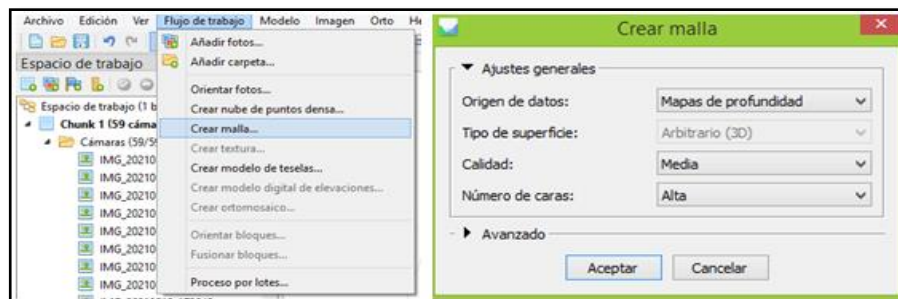 Archivo Edición Ver Flujo de trabajo Modelo Imagen Orto
Espacio de trabajo
Espacio de trabajo (1 b
Chunk 1 (59 cáma
Cámaras (59/59
IMG_20210
IMG_20210
IMG_20210
IMG_20210
IMG_20210
IMG_20210
IMG_20210
IMG_20210
Añadir fotos...
Añadir carpeta...
Orientar fotos...
Crear nube de puntos densa...
Crear malla...
Crear textura...
Crear modelo de teselas...
Crear modelo digital de elevaciones...
Crear ortomosaico...
Orientar bloques...
Fusionar bloques...
Proceso por lotes...
Crear malla
Ajustes generales
Origen de datos: Mapas de profundidad
Tipo de superficie: Arbitrario (3D)
Calidad: Media
Número de caras: Alta
Avanzado
Aceptar Cancelar